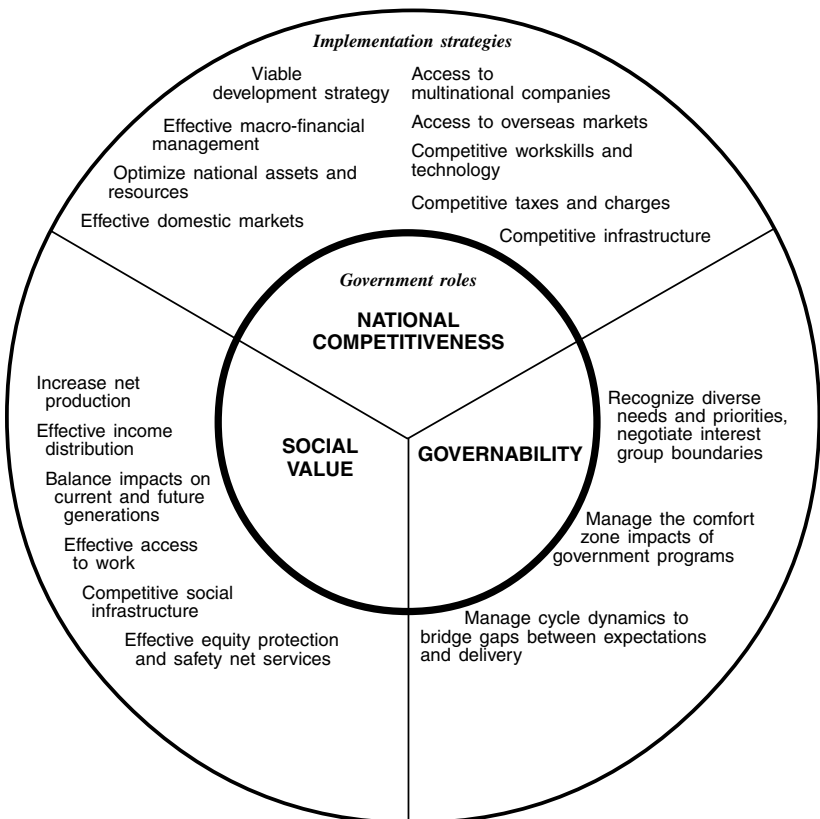 Implementation strategies
Viable
development strategy
Effective macro-financial
management
Optimize national assets and
resources
Effective domestic markets
Access to
multinational companies
Access to overseas markets
Competitive workskills and
technology
Competitive taxes and charges
Competitive infrastructure
Government roles
NATIONAL
COMPETITIVENESS
SOCIAL
VALUE
GOVERNABILITY
Increase net
production
Effective income
distribution
Balance impacts on
current and future
generations
Effective access
to work
Competitive social
infrastructure
Effective equity protection
and safety net services
Recognize diverse
needs and priorities,
negotiate interest
group boundaries
Manage the comfort
zone impacts of
government programs
Manage cycle dynamics to
bridge gaps between expectations
and delivery